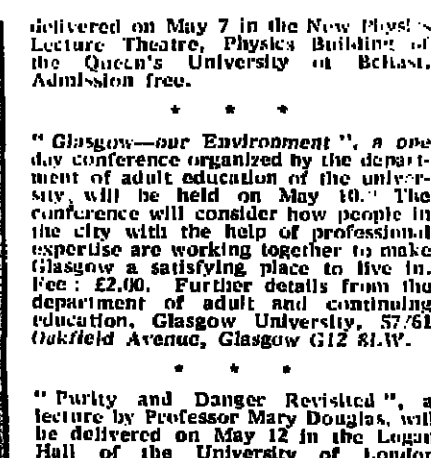 delivered on May 7 in the New Physics
Lecture Theatre, Physics Building of
the Queen's University of Belfast.
Admission free.
* * *
" Glasgow—our Environment ", a one
day conference organized by the depart-
ment of adult education of the univer-
sity, will be held on May 10." The
conference will consider how people in
the city with the help of professional
expertise are working together to make
Glasgow a satisfying place to live in.
Fee : £2.00. Further details from the
department of adult and continuing
education, Glasgow University, 57/61
Oakfield Avenue, Glasgow G12 8LW.
* * *
" Purity and Danger Revisited ", a
lecture by Professor Mary Douglas, will
be delivered on May 12 in the Logan
Hall of the University of London